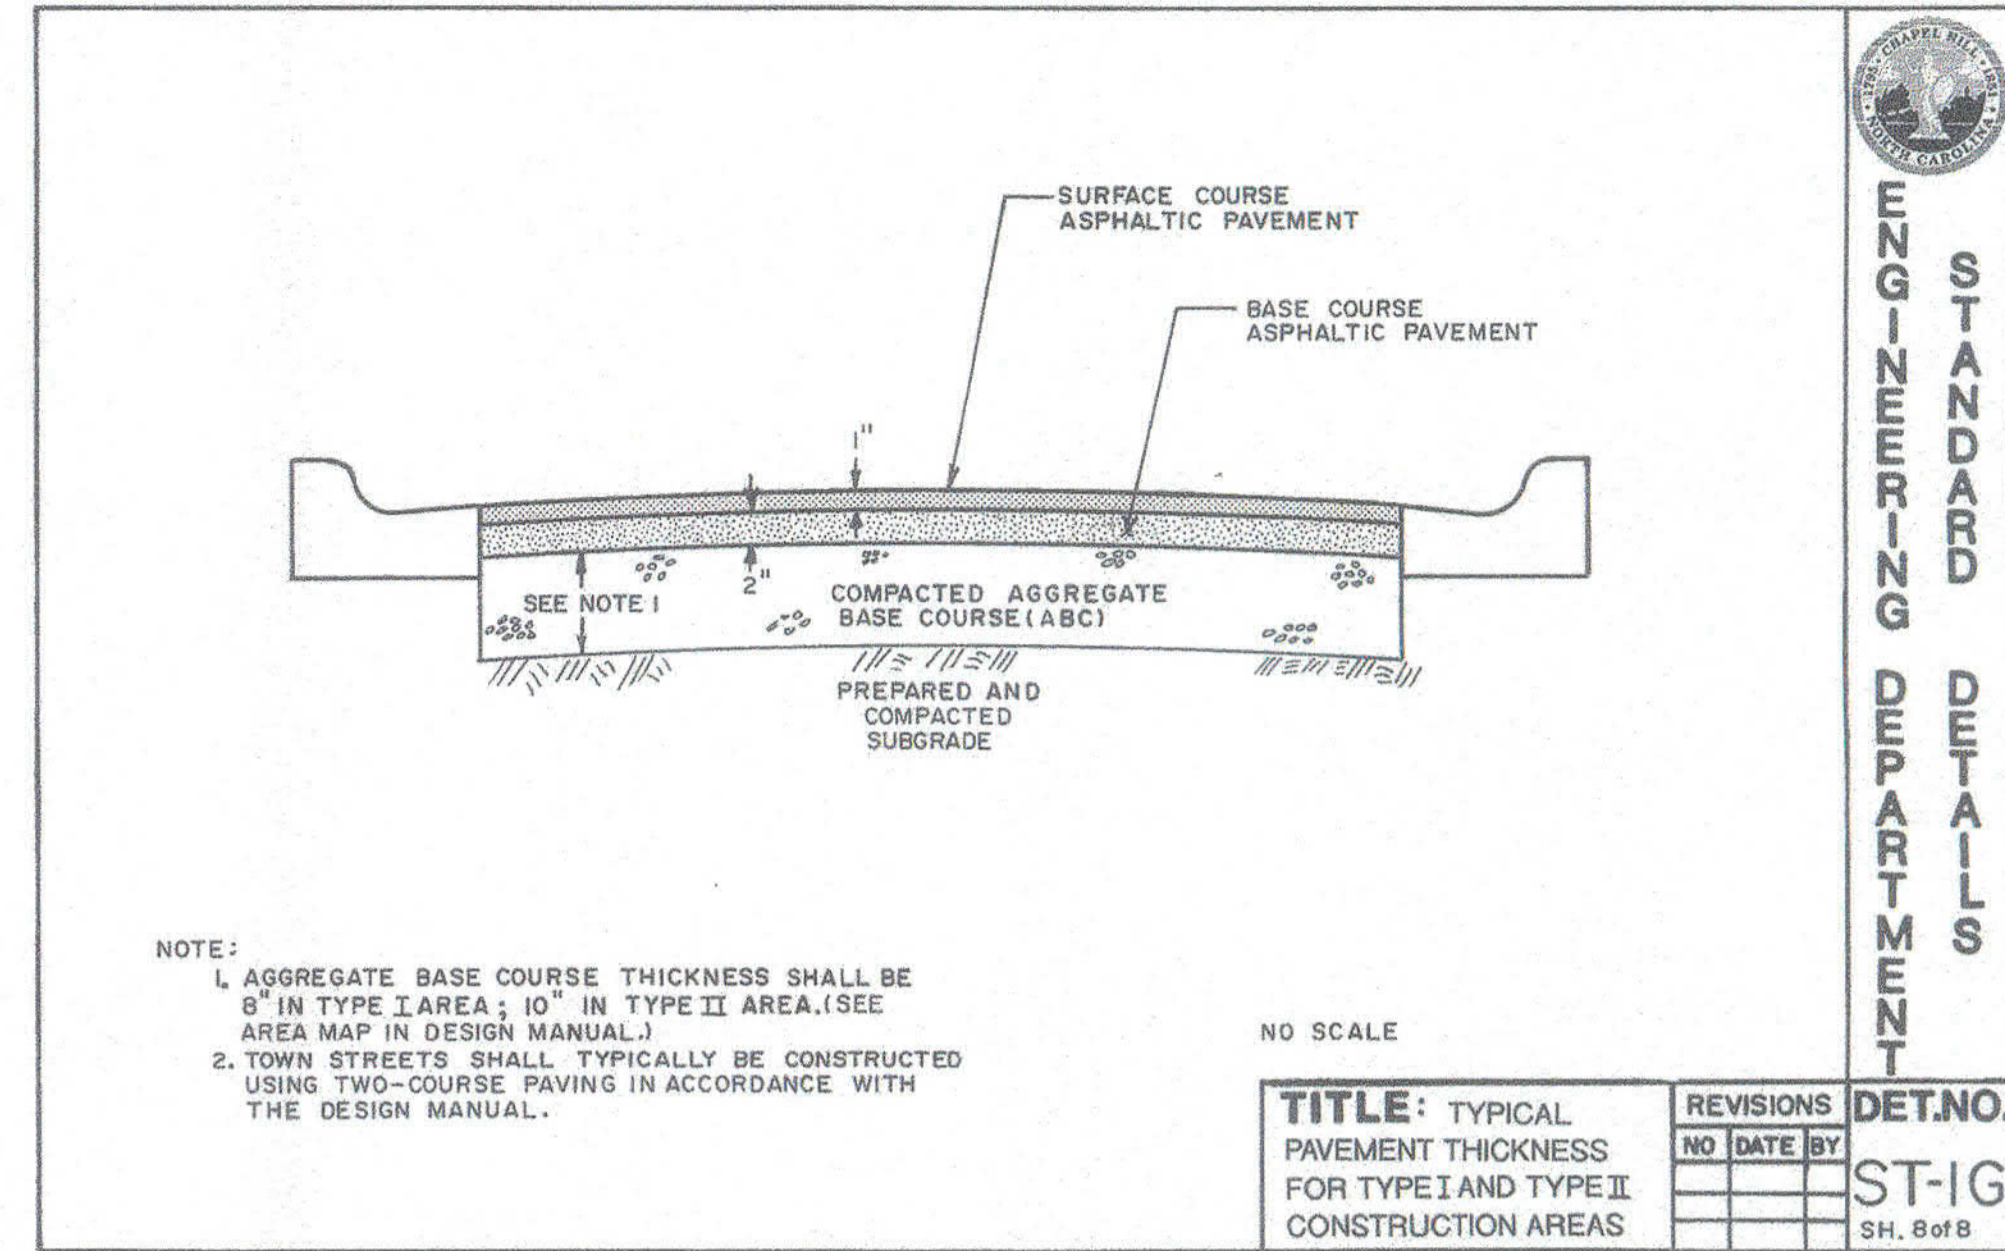 SURFACE COURSE
ASPHALTIC PAVEMENT
BASE COURSE
ASPHALTIC PAVEMENT
1"
2"
SEE NOTE 1
COMPACTED AGGREGATE
BASE COURSE (ABC)
PREPARED AND
COMPACTED
SUBGRADE
NOTE:
1. AGGREGATE BASE COURSE THICKNESS SHALL BE
8" IN TYPE I AREA; 10" IN TYPE II AREA. (SEE
AREA MAP IN DESIGN MANUAL.)
2. TOWN STREETS SHALL TYPICALLY BE CONSTRUCTED
USING TWO-COURSE PAVING IN ACCORDANCE WITH
THE DESIGN MANUAL.
NO SCALE
TITLE: TYPICAL
PAVEMENT THICKNESS
FOR TYPE I AND TYPE II
CONSTRUCTION AREAS
REVISIONS
NO DATE BY
CHAPEL HILL
1795 1851
NORTH CAROLINA
ENGINEERING DEPARTMENT
STANDARD DETAILS
DET.NO.
ST-1G
SH. 8 of 8